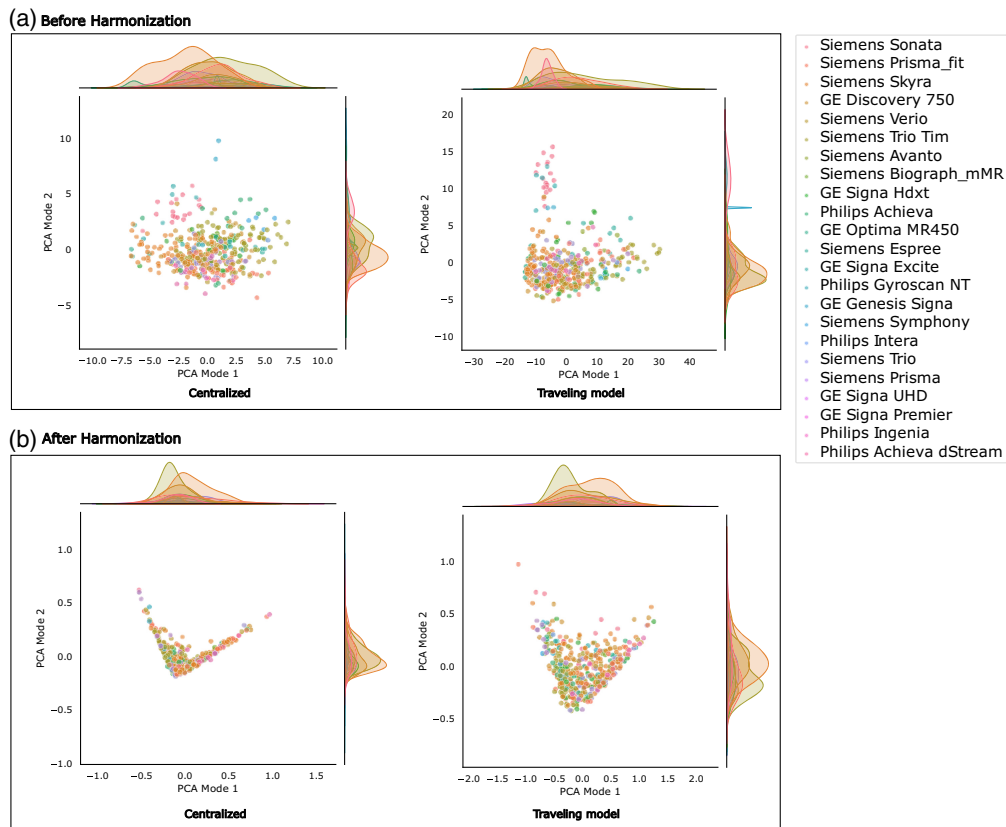 (a) Before Harmonization
10
5
0
−5
PCA Mode 2
−10.0 −7.5 −5.0 −2.5 0.0 2.5 5.0 7.5 10.0
PCA Mode 1
Centralized
20
15
10
5
0
−5
−10
PCA Mode 2
−30 −20 −10 0 10 20 30 40
PCA Mode 1
Traveling model
Siemens Sonata
Siemens Prisma_fit
Siemens Skyra
GE Discovery 750
Siemens Verio
Siemens Trio Tim
Siemens Avanto
Siemens Biograph_mMR
GE Signa Hdxt
Philips Achieva
GE Optima MR450
Siemens Espree
GE Signa Excite
Philips Gyroscan NT
GE Genesis Signa
Siemens Symphony
Philips Intera
Siemens Trio
Siemens Prisma
GE Signa UHD
GE Signa Premier
Philips Ingenia
Philips Achieva dStream
(b) After Harmonization
1.0
0.5
0.0
−0.5
−1.0
PCA Mode 2
−1.0 −0.5 0.0 0.5 1.0 1.5
PCA Mode 1
Centralized
1.0
0.5
0.0
−0.5
PCA Mode 2
−2.0 −1.5 −1.0 −0.5 0.0 0.5 1.0 1.5 2.0
PCA Mode 1
Traveling model